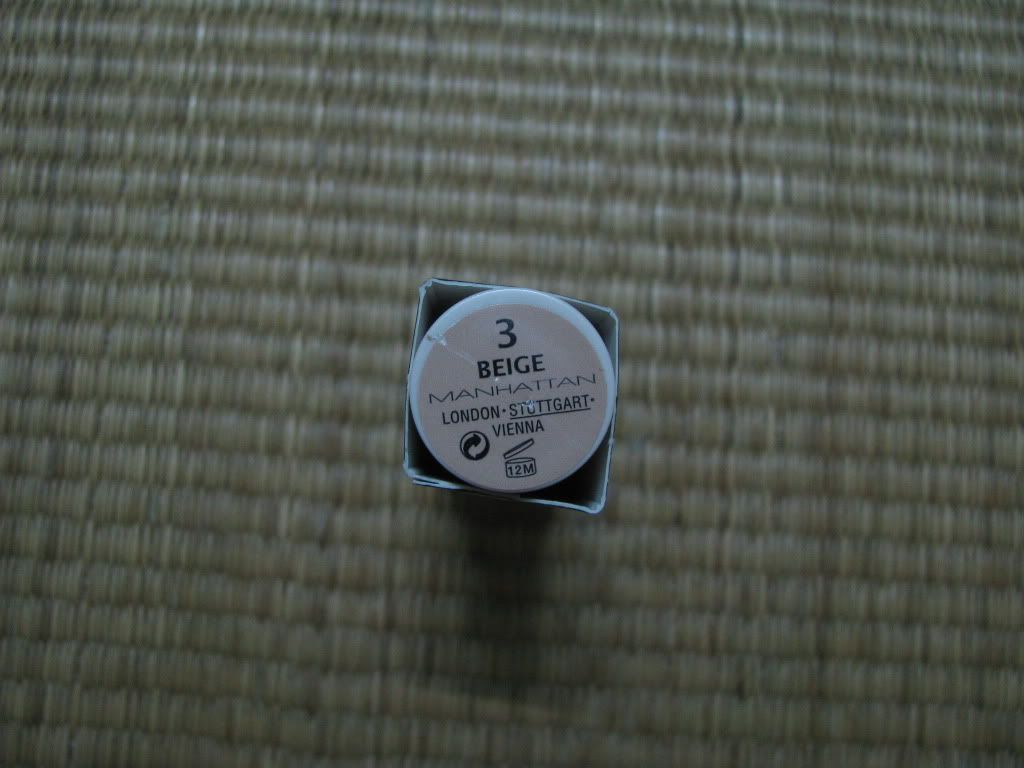 3
BEIGE
MANHATTAN
LONDON·STUTTGART·
VIENNA
12M